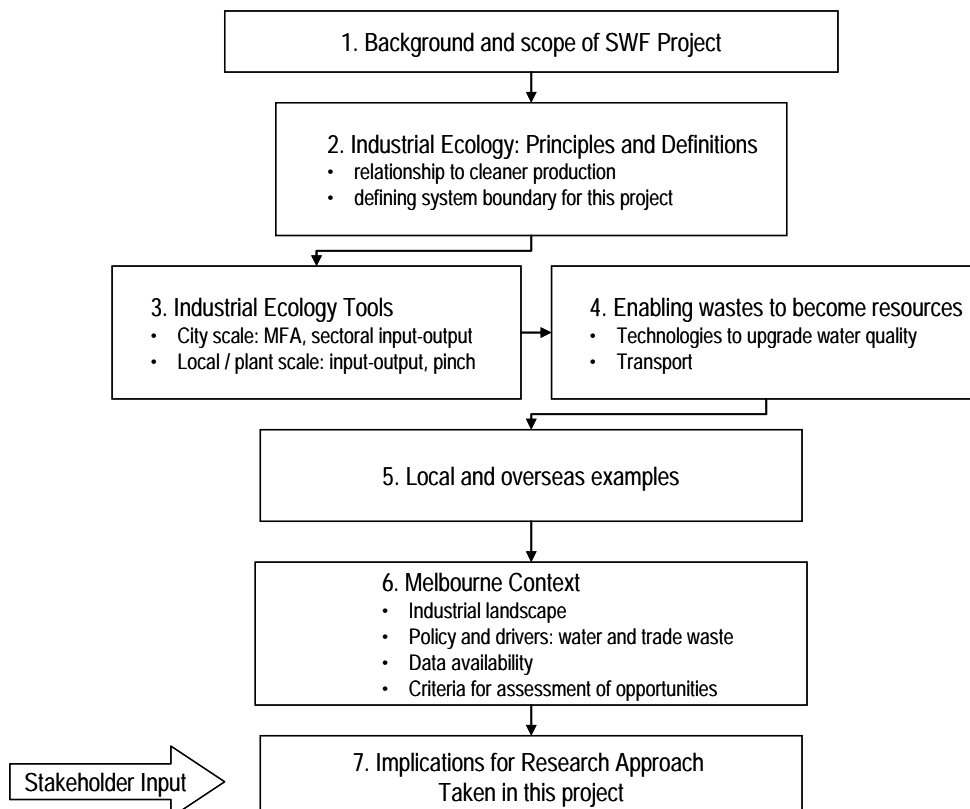 1. Background and scope of SWF Project
2. Industrial Ecology: Principles and Definitions
• relationship to cleaner production
• defining system boundary for this project
3. Industrial Ecology Tools
• City scale: MFA, sectoral input-output
• Local / plant scale: input-output, pinch
4. Enabling wastes to become resources
• Technologies to upgrade water quality
• Transport
5. Local and overseas examples
6. Melbourne Context
• Industrial landscape
• Policy and drivers: water and trade waste
• Data availability
• Criteria for assessment of opportunities
Stakeholder Input
7. Implications for Research Approach
Taken in this project